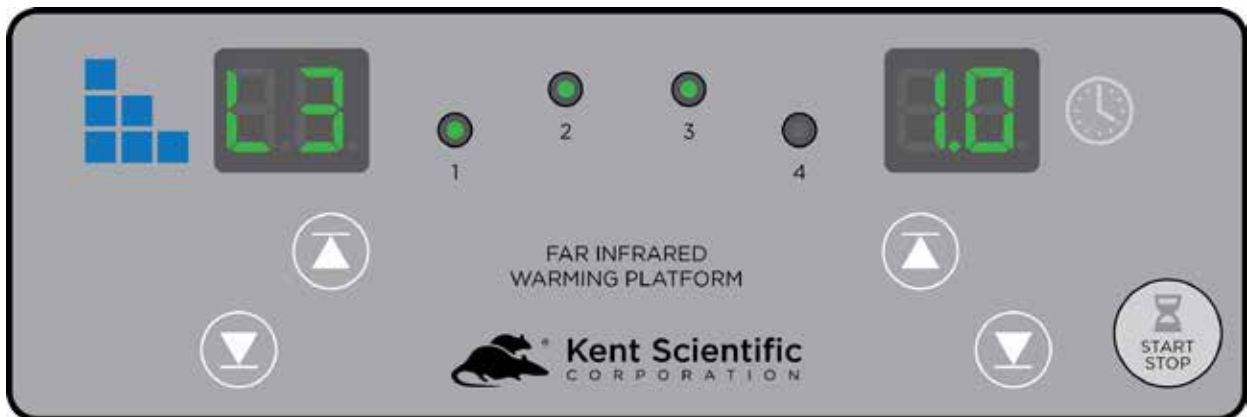 L3
1.0
1
2
3
4
FAR INFRARED
WARMING PLATFORM
Kent Scientific
CORPORATION
START
STOP